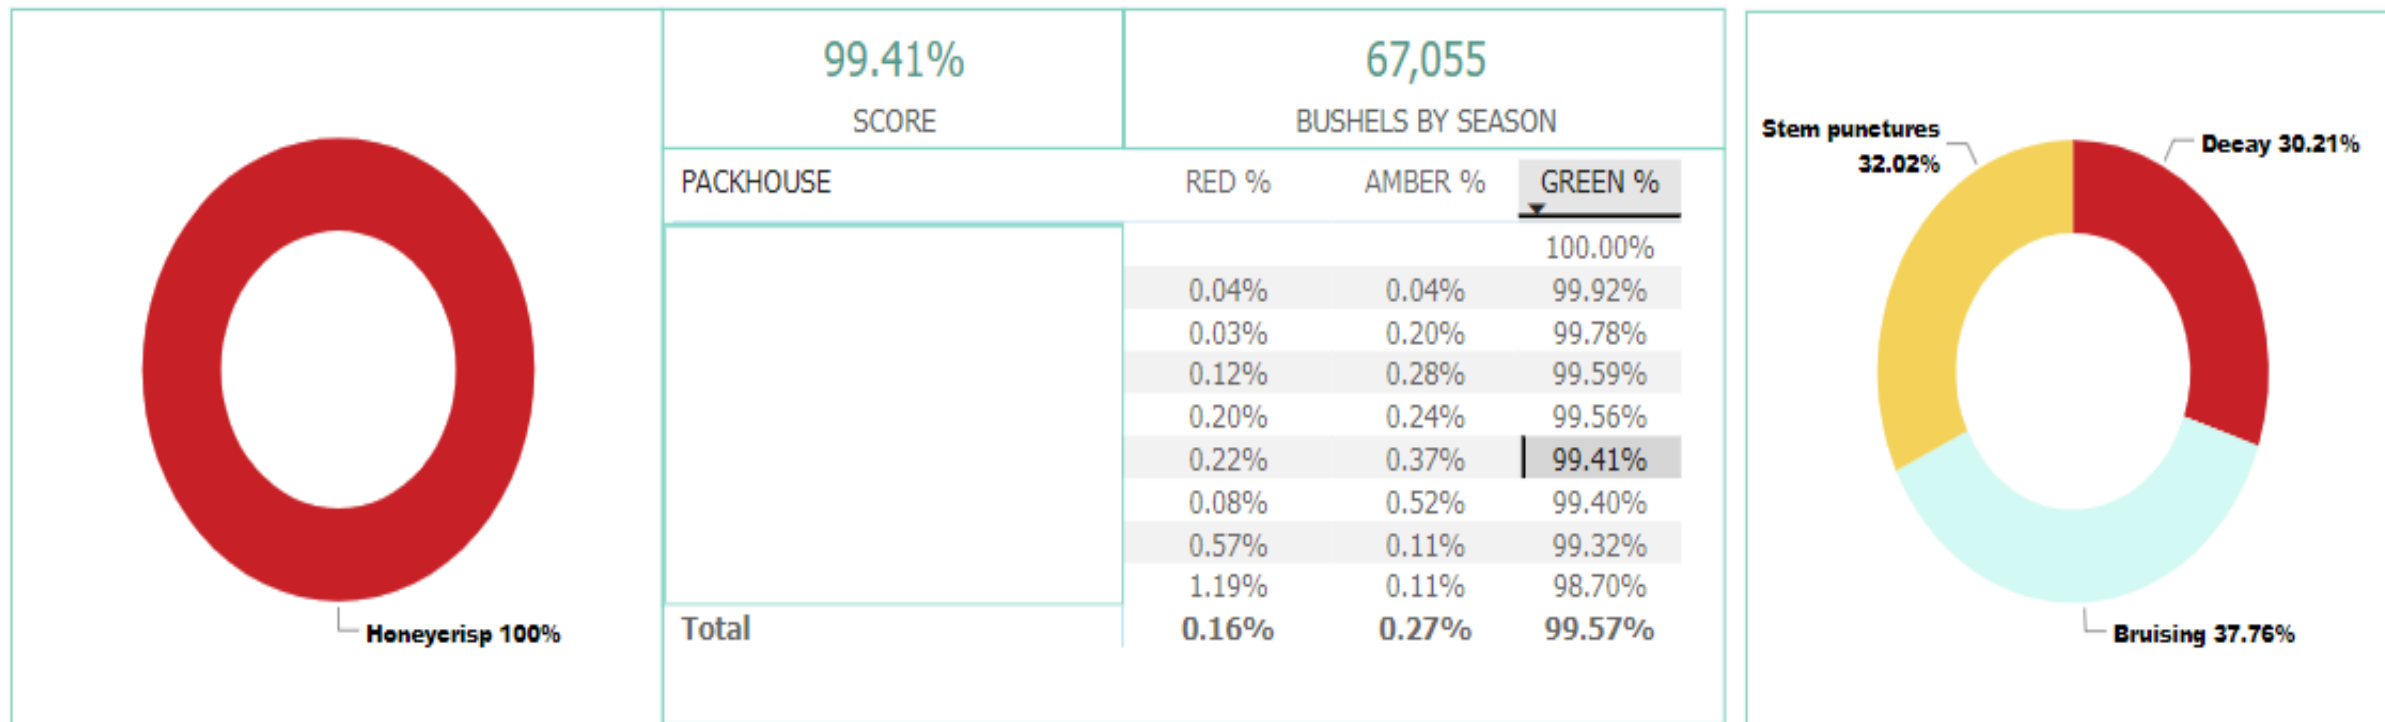 Honeycrisp 100%
99.41%
SCORE
67,055
BUSHELS BY SEASON
PACKHOUSE RED % AMBER % GREEN %
100.00%
0.04% 0.04% 99.92%
0.03% 0.20% 99.78%
0.12% 0.28% 99.59%
0.20% 0.24% 99.56%
0.22% 0.37% 99.41%
0.08% 0.52% 99.40%
0.57% 0.11% 99.32%
1.19% 0.11% 98.70%
Total 0.16% 0.27% 99.57%
Stem punctures
32.02%
Decay 30.21%
Bruising 37.76%